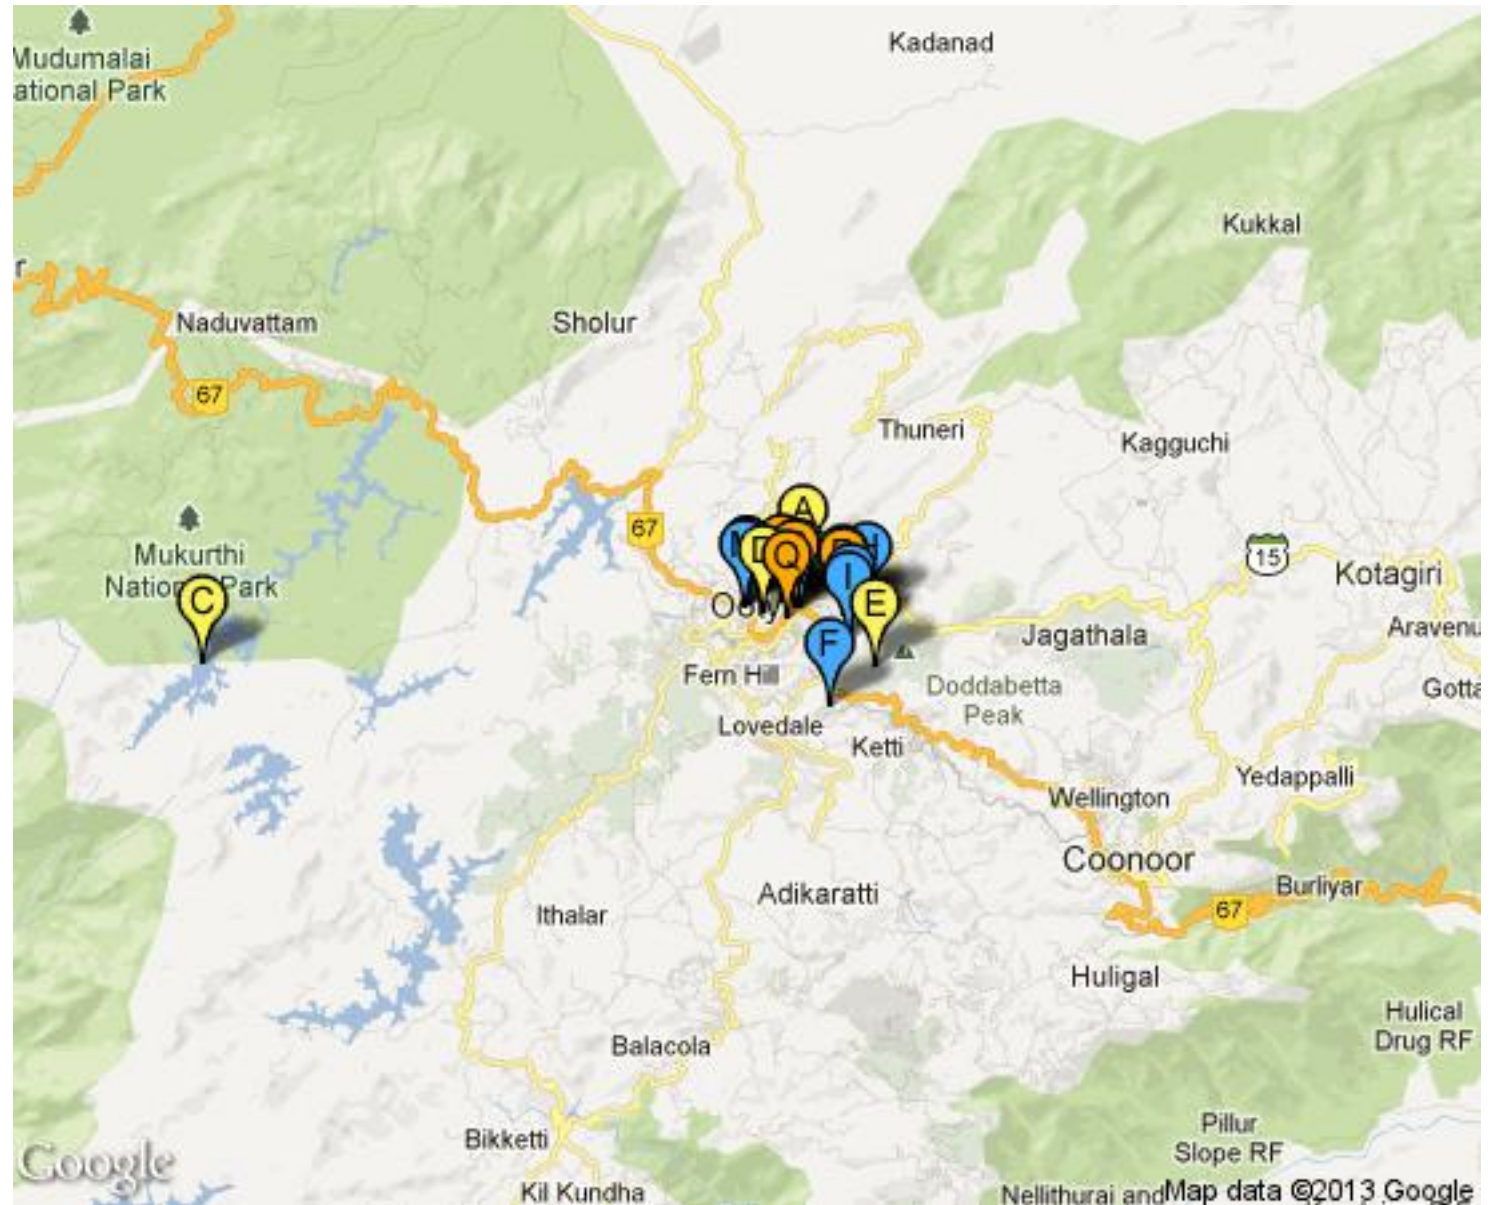 Kadanad
Mudumalai
ational Park
Kukkal
r
Naduvattam
Sholur
67
Thuneri
Kagguchi
A
67
D
Q
H
15
Mukurthi
National Park
I
Kotagiri
C
E
Ooty
Aravenu
Jagathala
F
Fern Hill
Doddabetta
Peak
Gotta
Lovedale
Ketti
Yedappalli
Wellington
Coonoor
Burliyar
Adikaratti
67
Ithalar
Huligal
Hulical
Drug RF
Balacola
Pillur
Slope RF
Bikketti
Google
Kil Kundha
Nellithurai and
Map data ©2013 Google